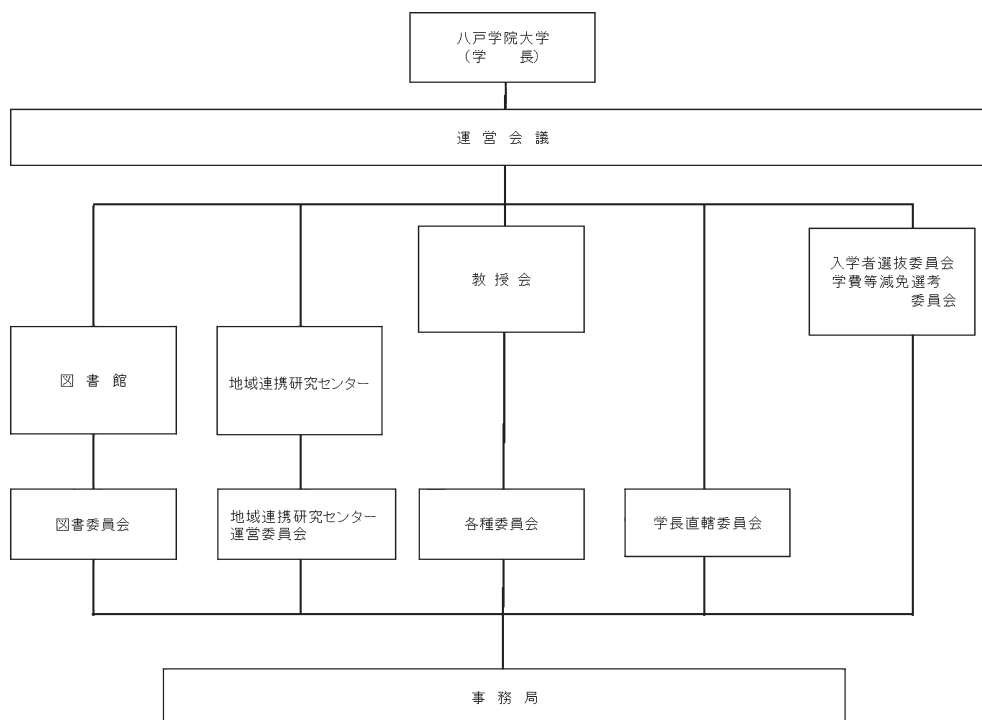 八戸学院大学
(学　　長)
運 営 会 議
教 授 会
入学者選抜委員会
学費等減免選考
委員会
図 書 館
地域連携研究センター
図書委員会
地域連携研究センター
運営委員会
各種委員会
学長直轄委員会
事 務 局